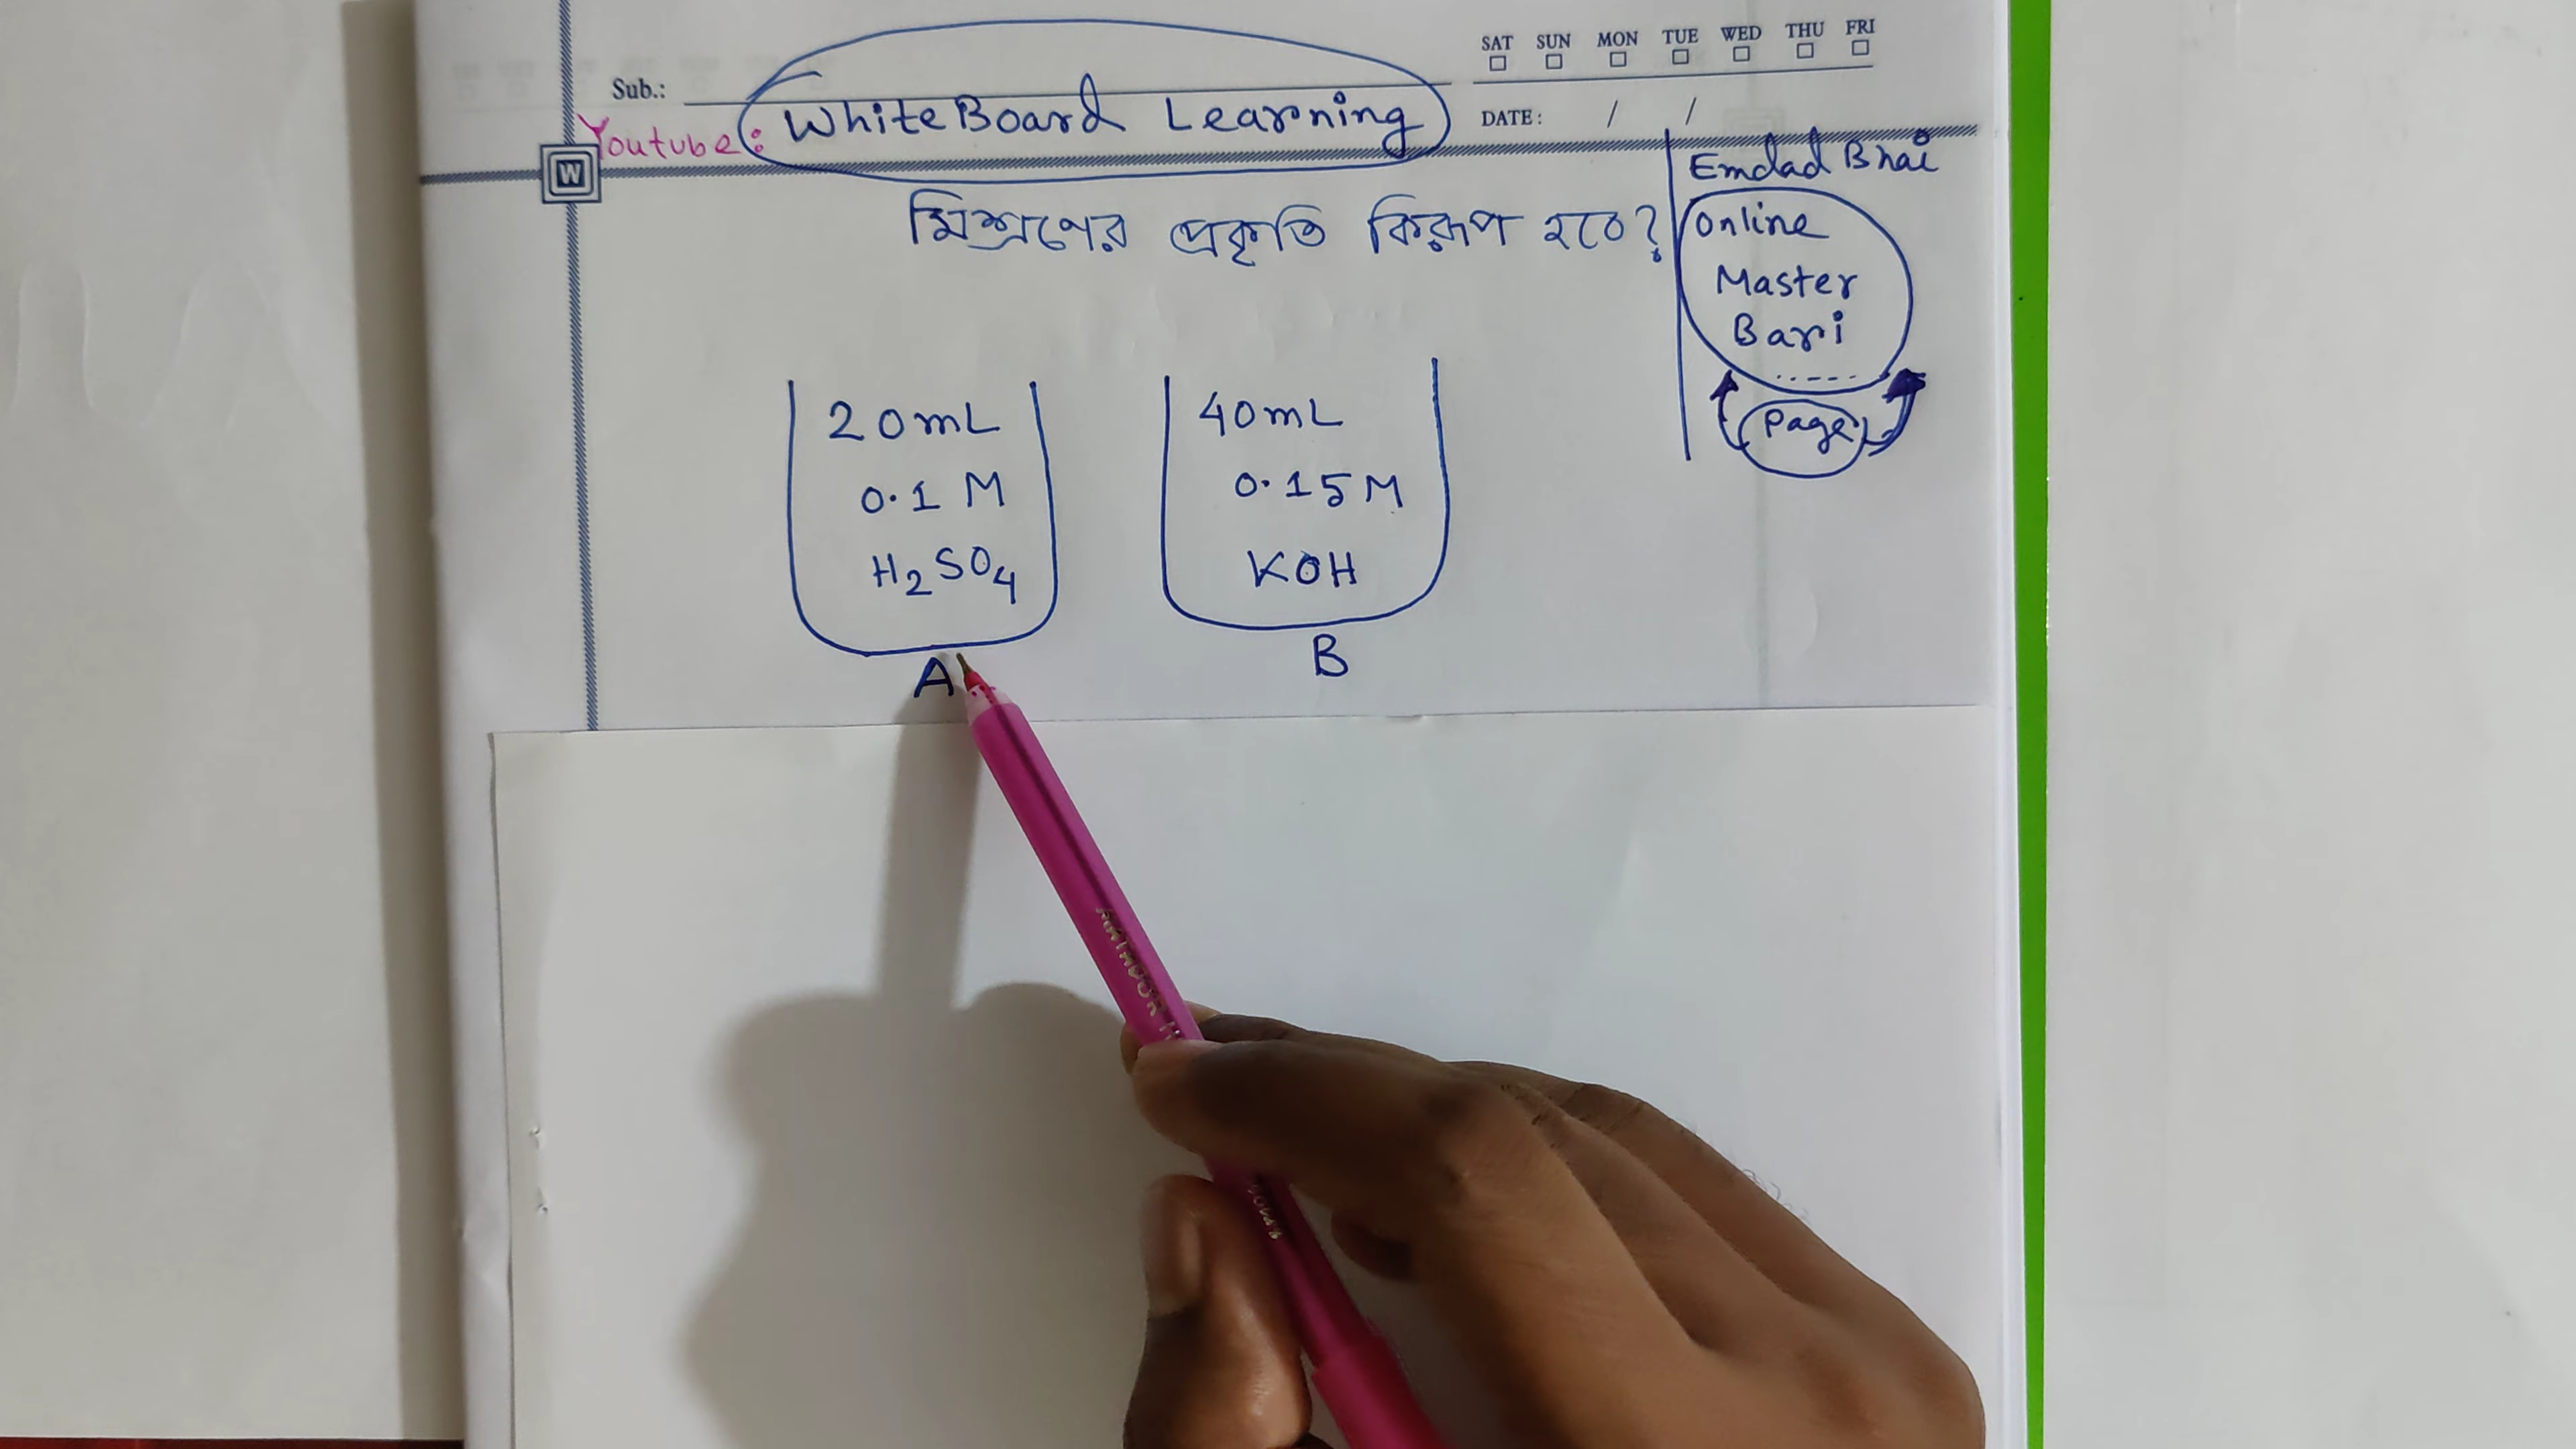 SAT SUN MON TUE WED THU FRI
Sub.:
DATE: / /
Youtube: WhiteBoard Learning
W
Emdad Bhai
Online
Master
Bari
Page
মিশ্রণের প্রকৃতি কিরূপ হবে?
20mL
0.1 M
H2SO4
A
40mL
0.15M
KOH
B